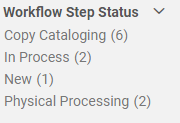 Workflow Step Status
Copy Cataloging (6)
In Process (2)
New (1)
Physical Processing (2)